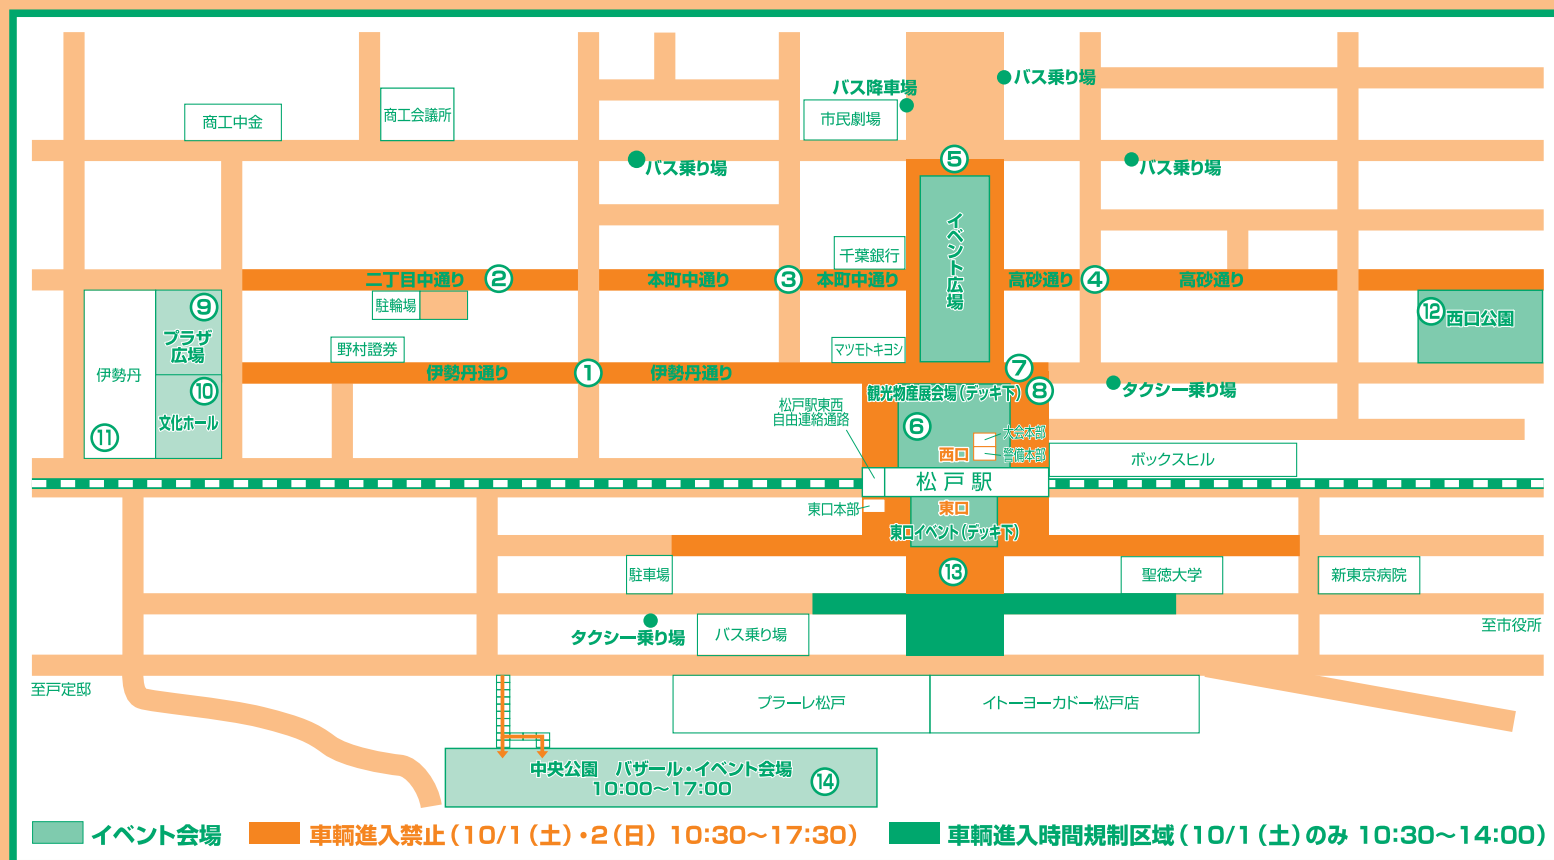 バス乗り場
バス降車場
商工中金
商工会議所
市民劇場
⑤
バス乗り場
バス乗り場
イベント広場
千葉銀行
二丁目中通り
②
本町中通り
③
本町中通り
高砂通り
④
高砂通り
⑨
プラザ
広場
駐輪場
⑫
西口公園
野村證券
マツモトキヨシ
伊勢丹
⑩
文化ホール
⑪
伊勢丹通り
①
伊勢丹通り
⑦
⑧
タクシー乗り場
観光物産展会場(デッキ下)
松戸駅東西
自由連絡通路
⑥
大会本部
西口
警備本部
ボックスヒル
松戸駅
東口本部
東口
東口イベント(デッキ下)
⑬
駐車場
聖徳大学
新東京病院
タクシー乗り場
バス乗り場
至市役所
至戸定邸
プラーレ松戸
イトーヨーカドー松戸店
中央公園 バザール・イベント会場
10:00〜17:00
⑭
イベント会場
車輌進入禁止(10/1(土)・2(日) 10:30〜17:30)
車輌進入時間規制区域(10/1(土)のみ 10:30〜14:00)